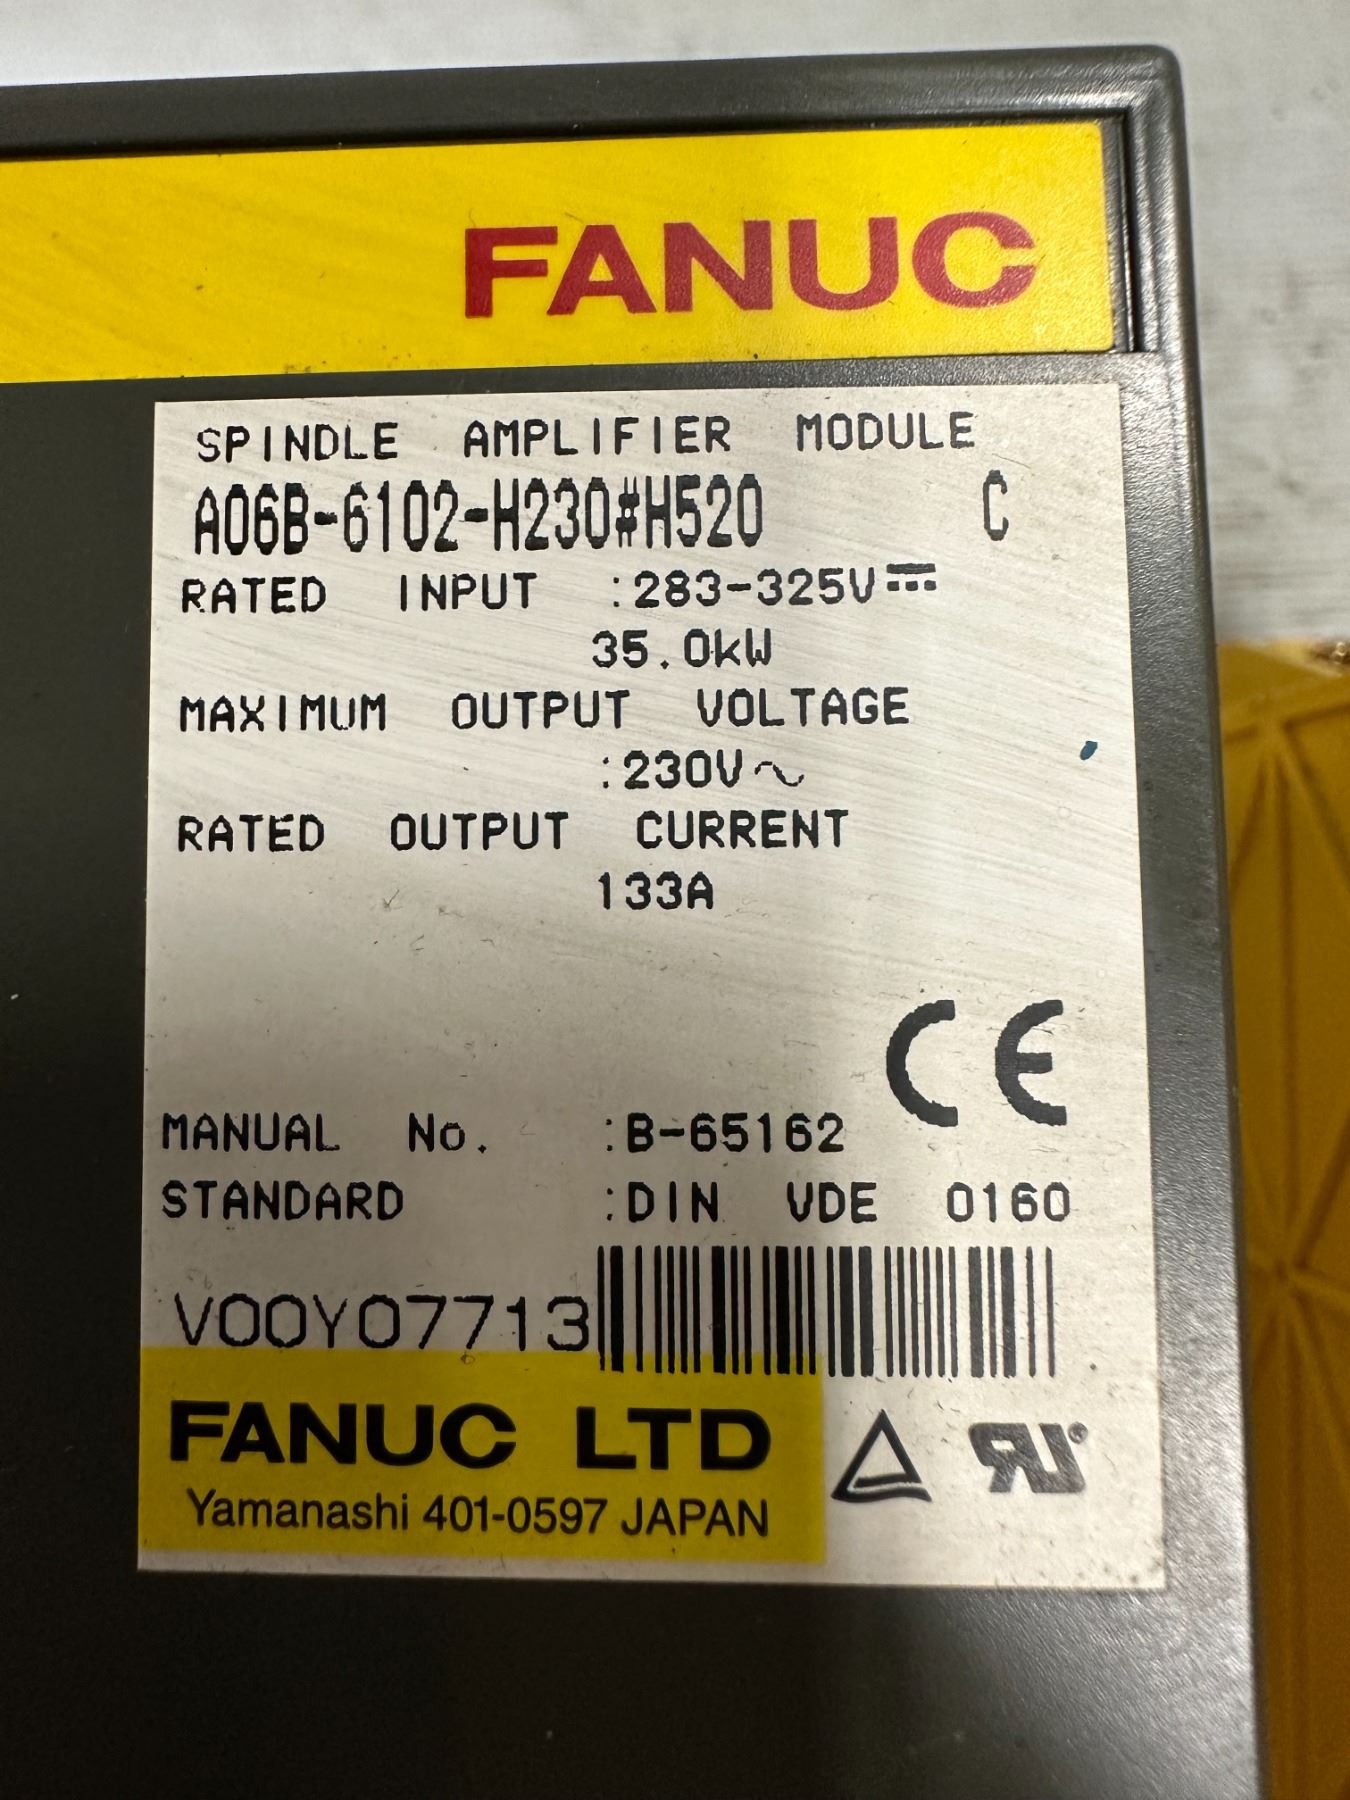 FANUC
SPINDLE AMPLIFIER MODULE
A06B-6102-H230#H520 C
RATED INPUT :283-325V⎓
35.0kW
MAXIMUM OUTPUT VOLTAGE
:230V～
RATED OUTPUT CURRENT
133A
CE
MANUAL No. :B-65162
STANDARD :DIN VDE 0160
V00Y07713
FANUC LTD
Yamanashi 401-0597 JAPAN
RU®